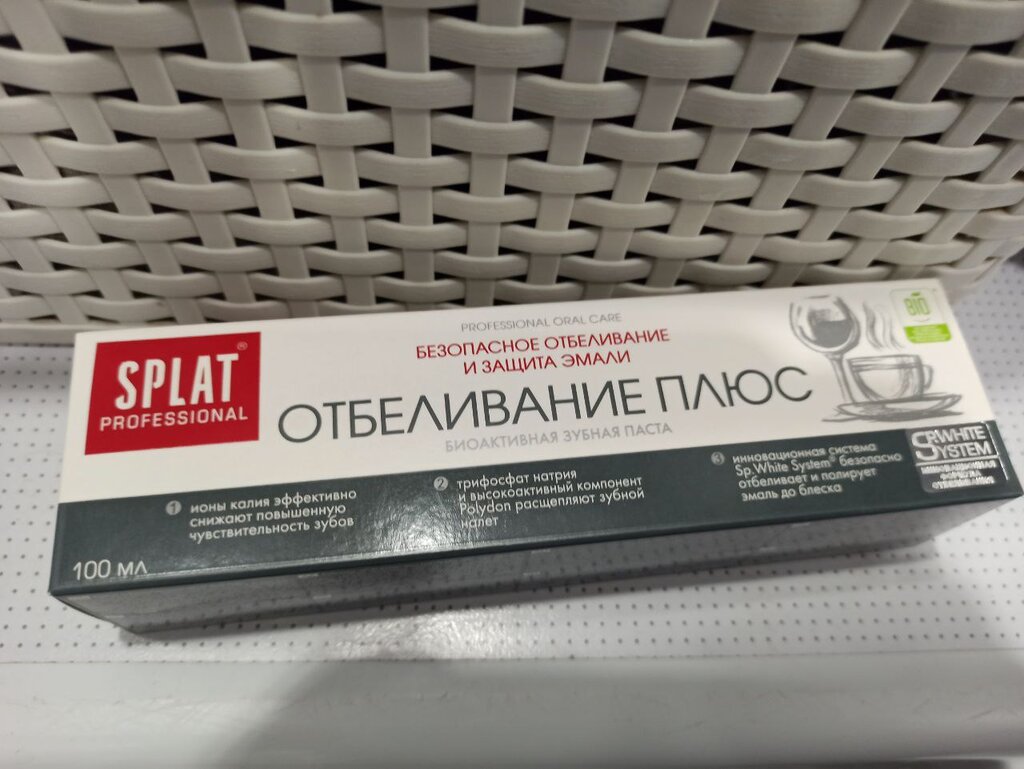 PROFESSIONAL ORAL CARE
БЕЗОПАСНОЕ ОТБЕЛИВАНИЕ
И ЗАЩИТА ЭМАЛИ
SPLAT®
PROFESSIONAL
ОТБЕЛИВАНИЕ ПЛЮС
БИОАКТИВНАЯ ЗУБНАЯ ПАСТА
BIO
1 ионы калия эффективно
снижают повышенную
чувствительность зубов
2 трифосфат натрия
и высокоактивный компонент
Polydon расщепляют зубной
налет
3 инновационная система
Sp.White System® безопасно
отбеливает и полирует
эмаль до блеска
SP.WHITE
SYSTEM
ИННОВАЦИОННАЯ
100 МЛ